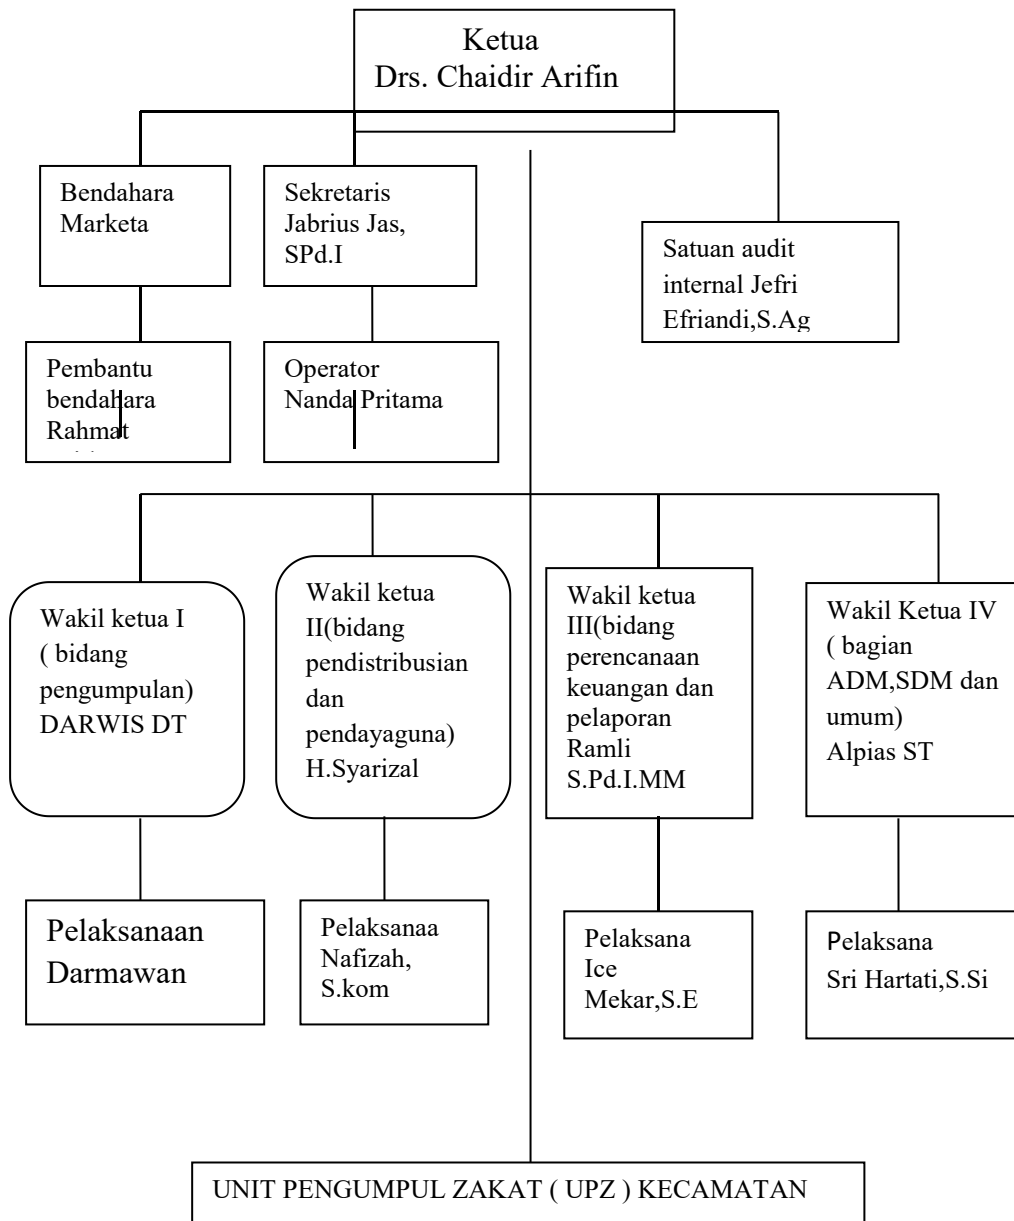 Ketua
Drs. Chaidir Arifin
Bendahara
Marketa
Sekretaris
Jabrius Jas,
SPd.I
Satuan audit
internal Jefri
Efriandi,S.Ag
Pembantu
bendahara
Rahmat
Operator
Nanda Pritama
Wakil ketua I
( bidang
pengumpulan)
DARWIS DT
Wakil ketua
II(bidang
pendistribusian
dan
pendayaguna)
H.Syarizal
Wakil ketua
III(bidang
perencanaan
keuangan dan
pelaporan
Ramli
S.Pd.I.MM
Wakil Ketua IV
( bagian
ADM,SDM dan
umum)
Alpias ST
Pelaksanaan
Darmawan
Pelaksanaa
Nafizah,
S.kom
Pelaksana
Ice
Mekar,S.E
Pelaksana
Sri Hartati,S.Si
UNIT PENGUMPUL ZAKAT ( UPZ ) KECAMATAN